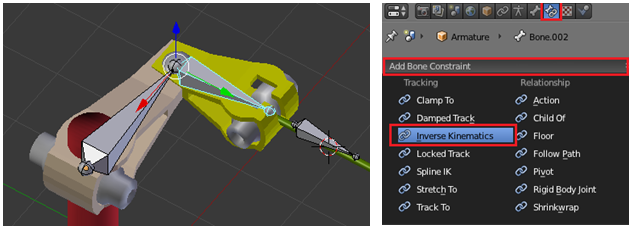 Armature
Bone.002
Add Bone Constraint
Tracking
Relationship
Clamp To
Action
Damped Track
Child Of
Inverse Kinematics
Floor
Locked Track
Follow Path
Spline IK
Pivot
Stretch To
Rigid Body Joint
Track To
Shrinkwrap